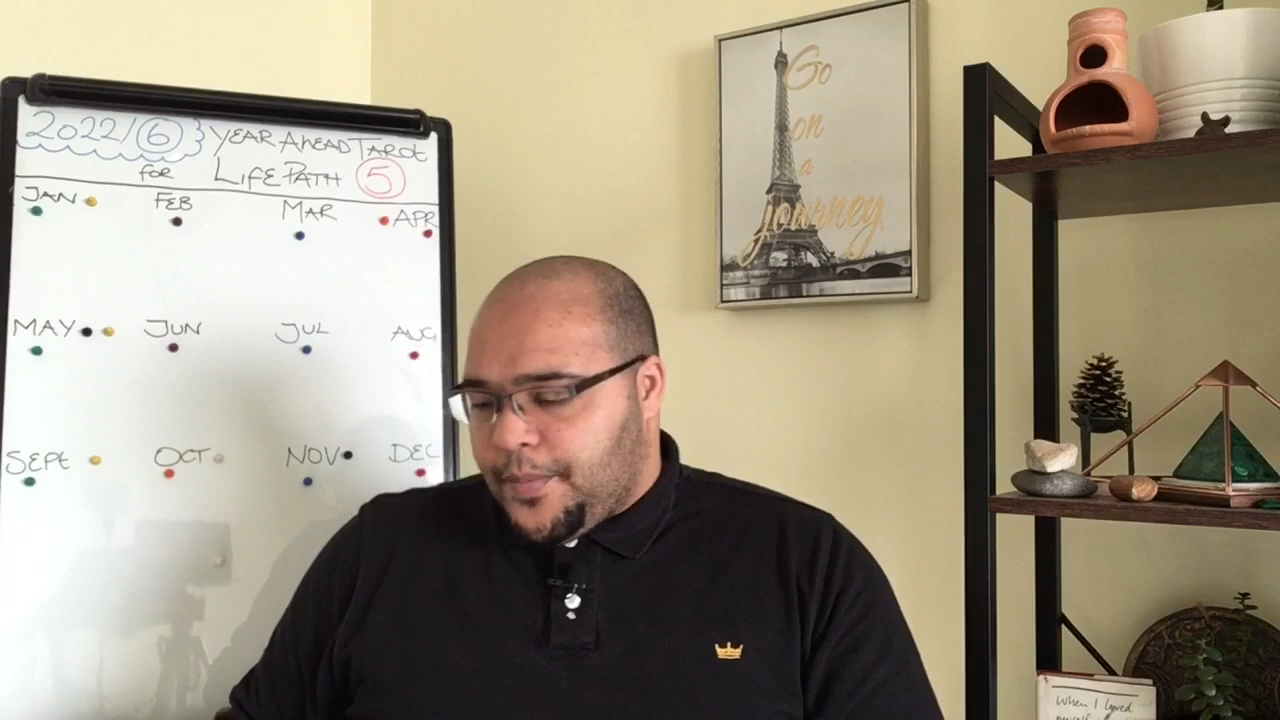 2022/6 YEAR AHEAD TAROT
FOR LIFE PATH 5
JAN FEB MAR APR
MAY JUN JUL AUG
SEPT OCT NOV DEC
Go
on
a
journey
When I loved